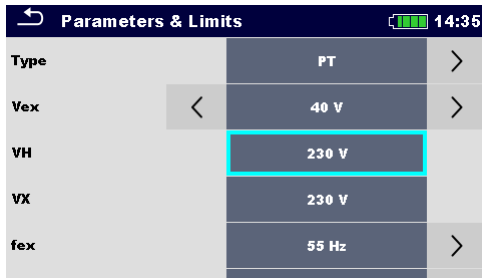 Parameters & Limits 14:35
Type PT
Vex 40 V
VH 230 V
VX 230 V
fex 55 Hz